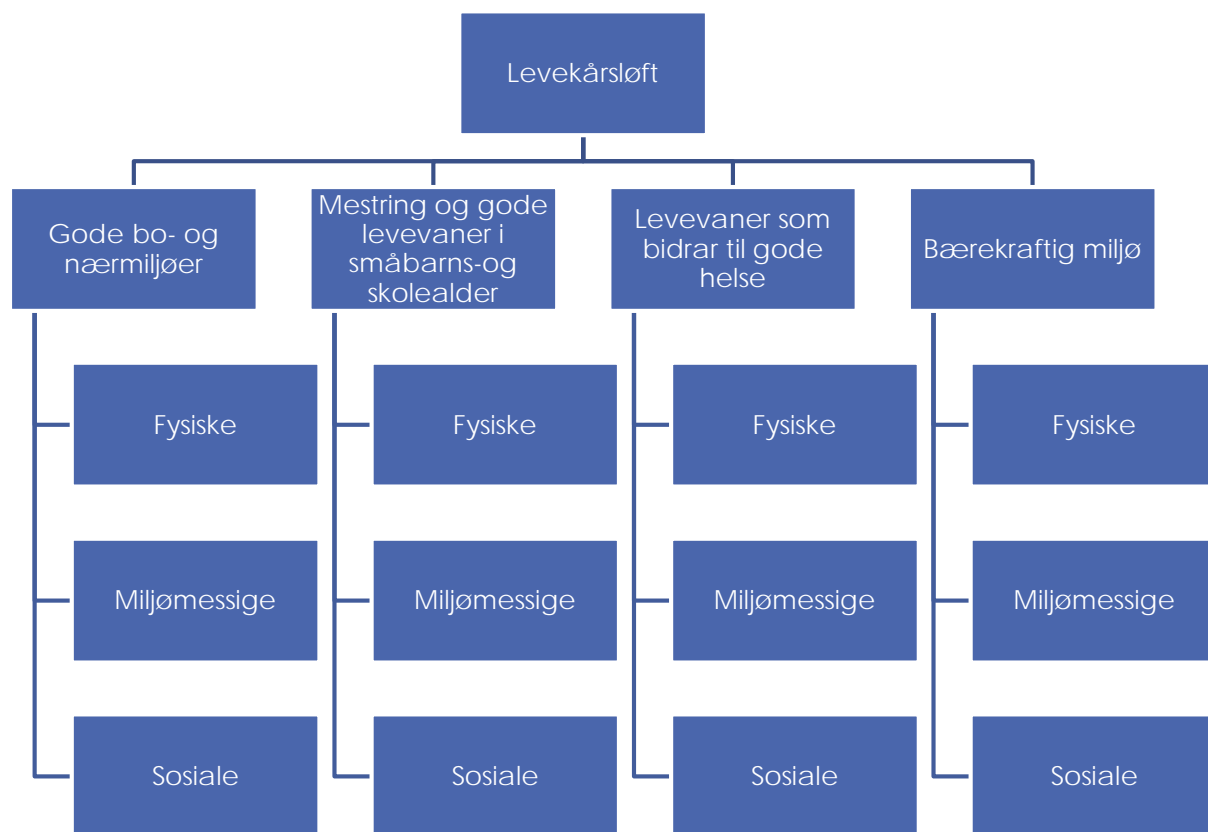 Levekårsløft
Gode bo- og
nærmiljøer
Mestring og gode
levevaner i
småbarns-og
skolealder
Levevaner som
bidrar til gode
helse
Bærekraftig miljø
Fysiske
Fysiske
Fysiske
Fysiske
Miljømessige
Miljømessige
Miljømessige
Miljømessige
Sosiale
Sosiale
Sosiale
Sosiale